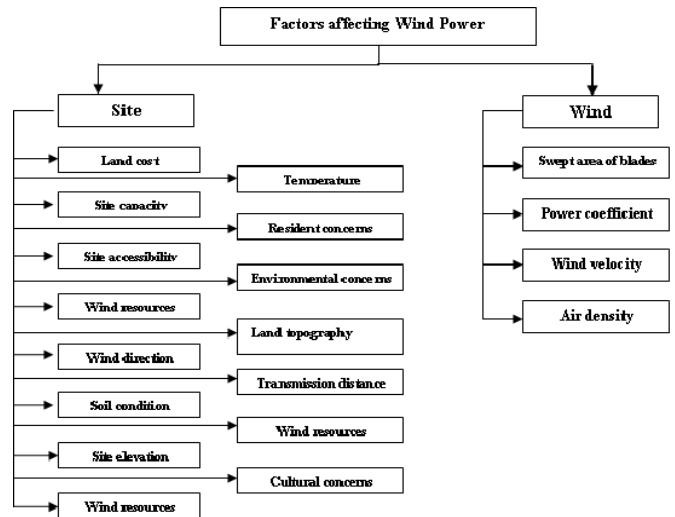 Factors affecting Wind Power
Site
Wind
Land cost
Swept area of blades
Temperature
Site capacity
Power coefficient
Resident concerns
Site accessibility
Wind velocity
Environmental concerns
Wind resources
Air density
Land topography
Wind direction
Transmission distance
Soil condition
Wind resources
Site elevation
Cultural concerns
Wind resources